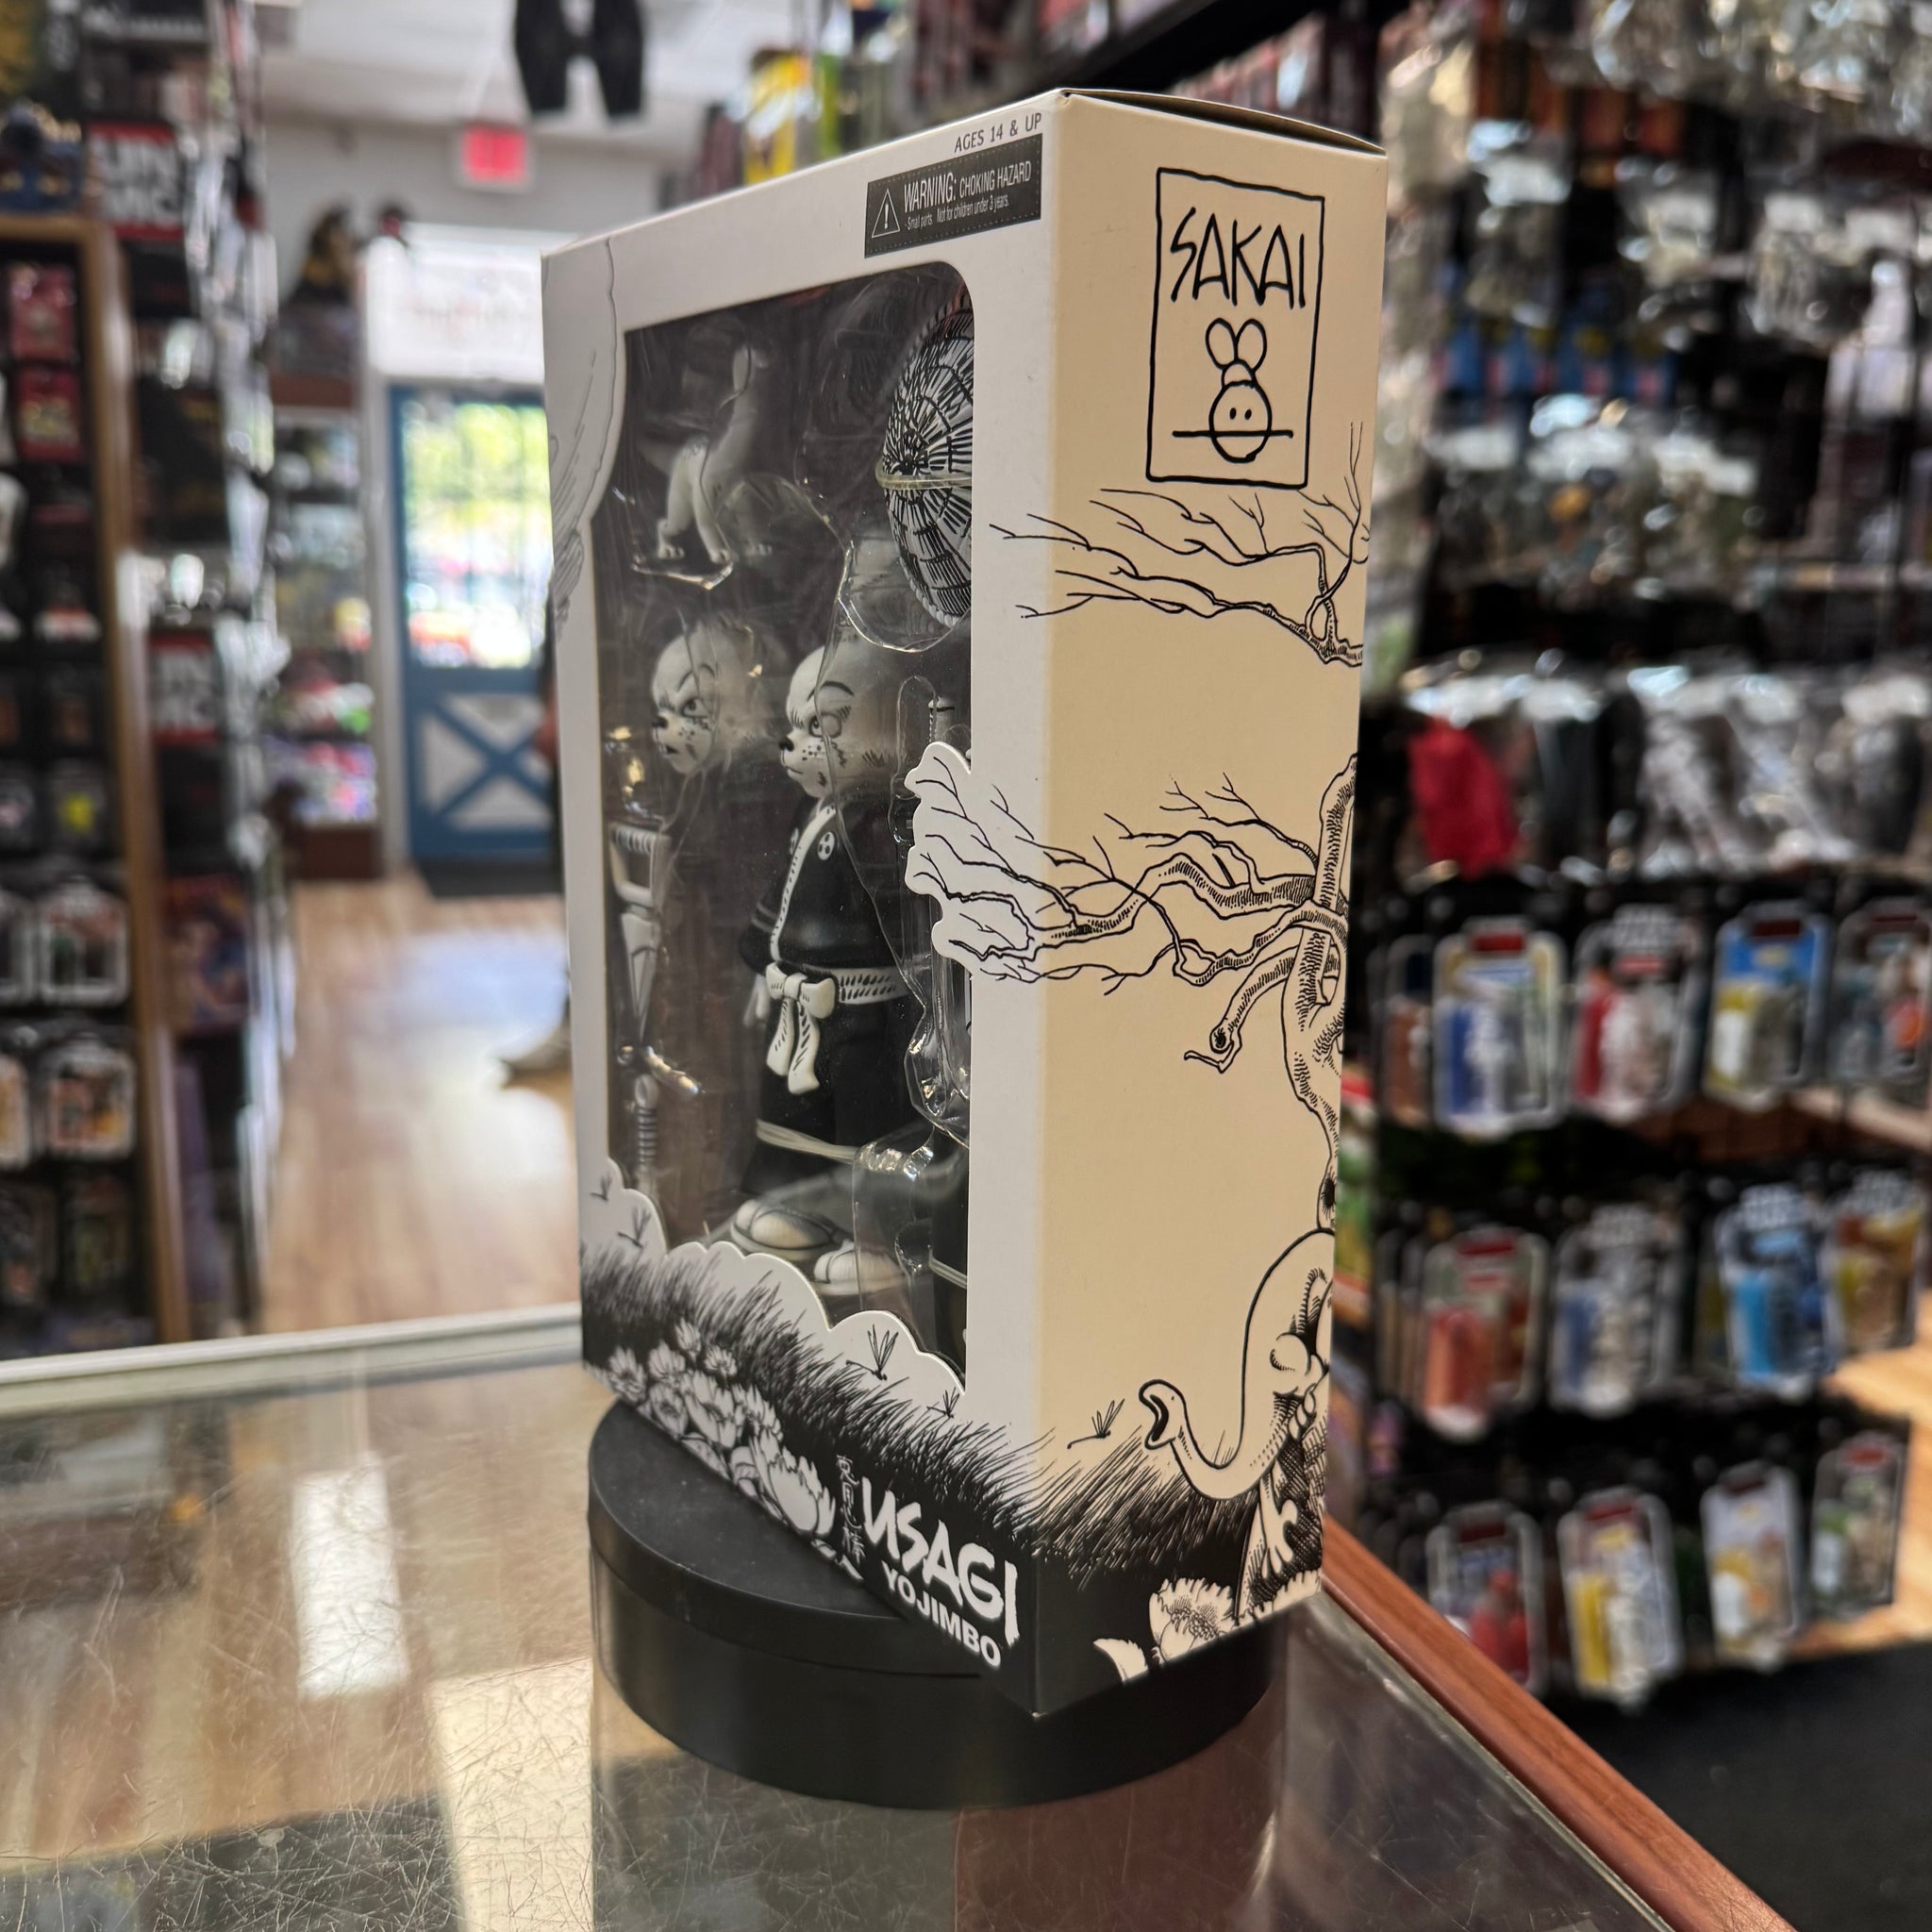 AGES 14 & UP
WARNING: CHOKING HAZARD
Small parts. Not for children under 3 years.
SAKAI
USAGI
YOJIMBO